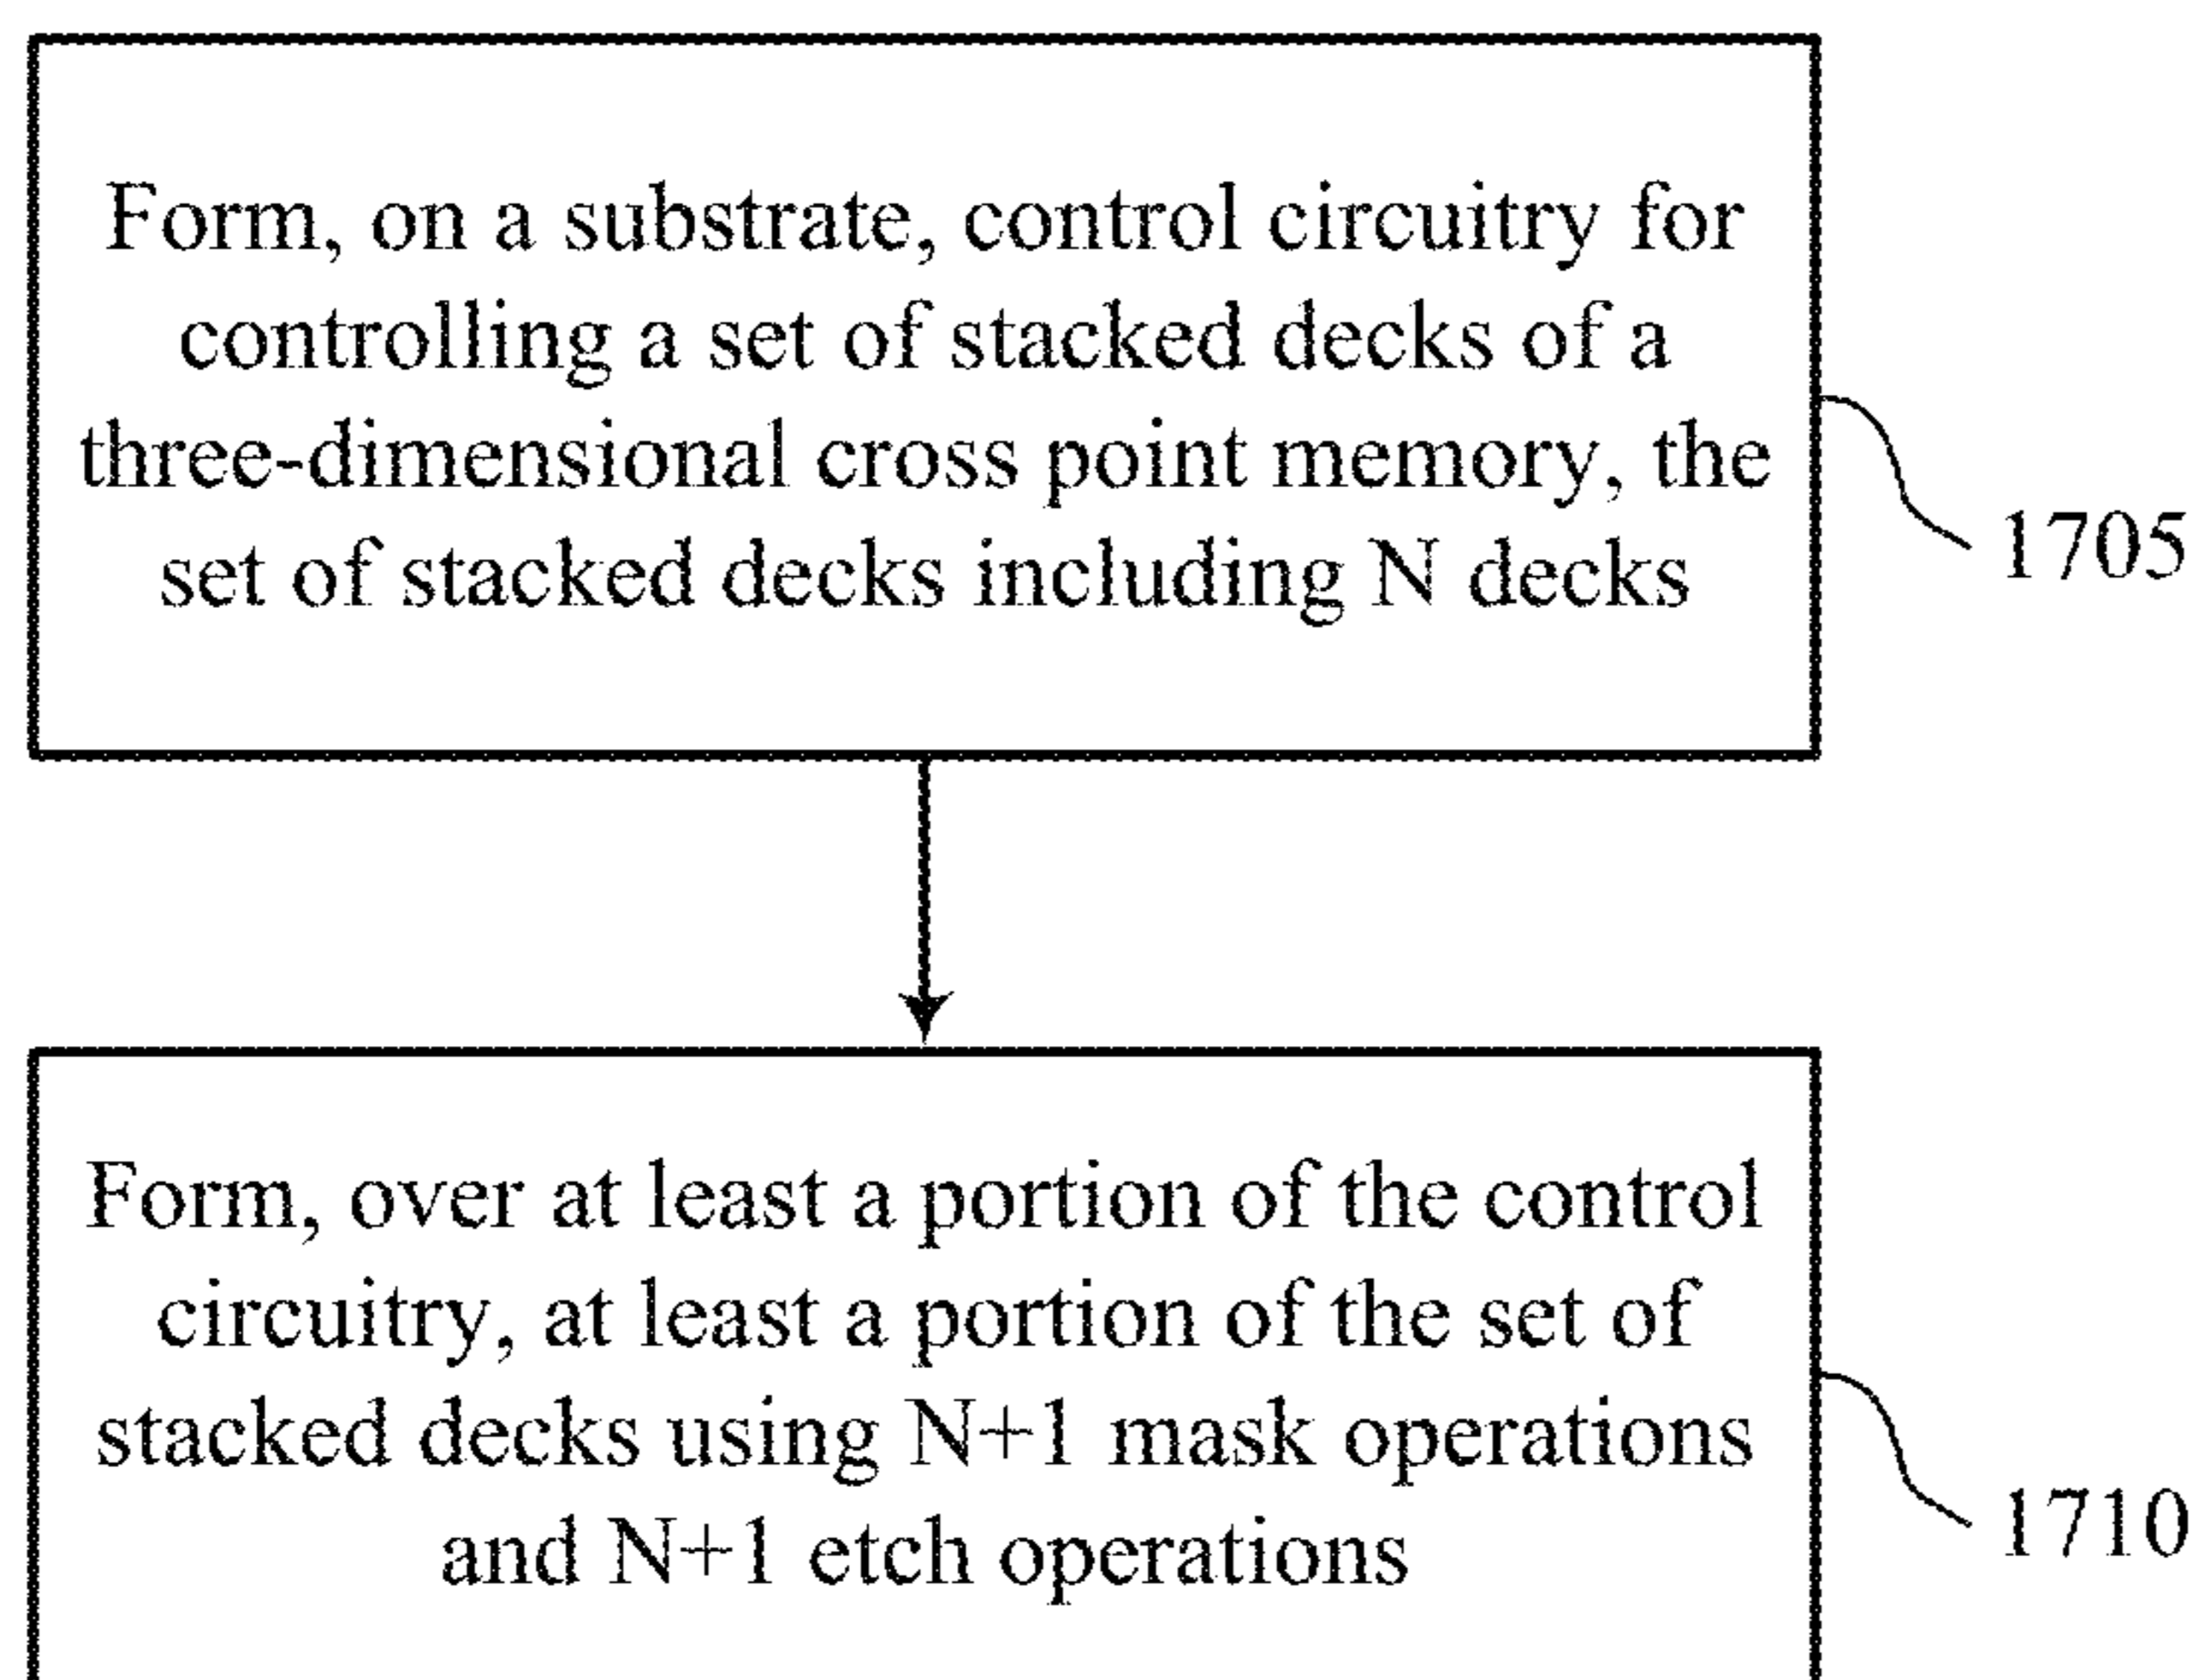 Form, on a substrate, control circuitry for
controlling a set of stacked decks of a
three-dimensional cross point memory, the
set of stacked decks including N decks
1705
Form, over at least a portion of the control
circuitry, at least a portion of the set of
stacked decks using N+1 mask operations
and N+1 etch operations
1710